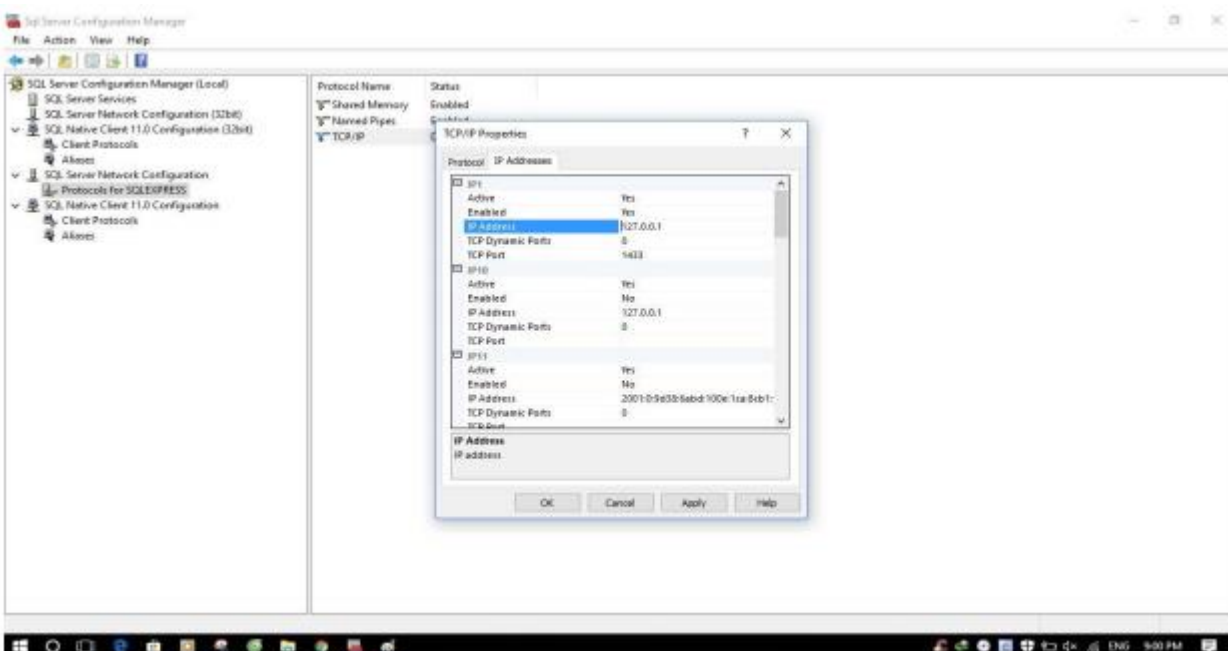 Sql Server Configuration Manager
File Action View Help
SQL Server Configuration Manager (Local)
SQL Server Services
SQL Server Network Configuration (32bit)
SQL Native Client 11.0 Configuration (32bit)
Client Protocols
Aliases
SQL Server Network Configuration
Protocols for SQLEXPRESS
SQL Native Client 11.0 Configuration
Client Protocols
Aliases
Protocol Name Status
Shared Memory Enabled
Named Pipes Enabled
TCP/IP
TCP/IP Properties
? ×
Protocol IP Addresses
IP1
Active Yes
Enabled Yes
IP Address 127.0.0.1
TCP Dynamic Ports 0
TCP Port 1433
IP10
Active Yes
Enabled No
IP Address 127.0.0.1
TCP Dynamic Ports 0
TCP Port
IP11
Active Yes
Enabled No
IP Address
TCP Dynamic Ports 0
TCP Port
IP Address
IP address
OK Cancel Apply Help
ENG 9:00 PM